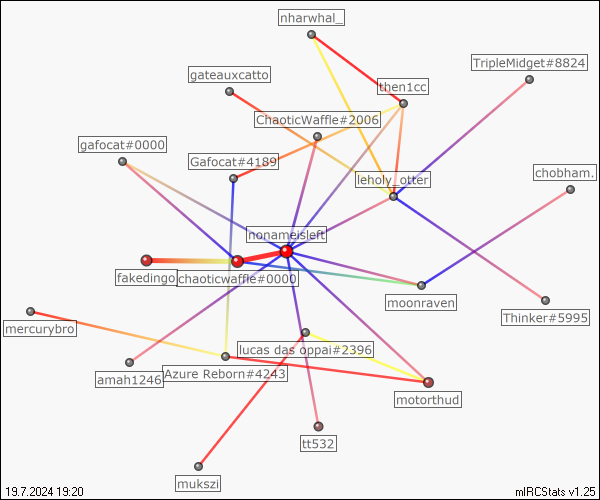 nharwhal_
TripleMidget#8824
gateauxcatto
then1cc
ChaoticWaffle#2006
gafocat#0000
Gafocat#4189
chobham.
leholy_otter
nonameisleft
fakedingo
chaoticwaffle#0000
moonraven
Thinker#5995
mercurybro
lucas das oppai#2396
amah1246
Azure Reborn#4243
motorthud
tt532
mukszi
19.7.2024 19:20
mIRCStats v1.25